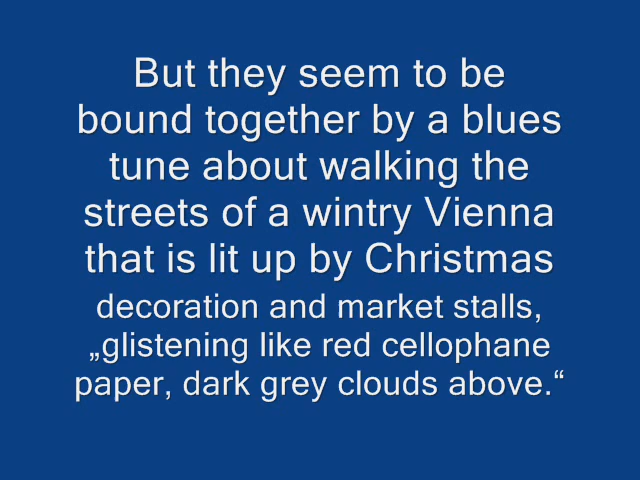 But they seem to be
bound together by a blues
tune about walking the
streets of a wintry Vienna
that is lit up by Christmas
decoration and market stalls,
„glistening like red cellophane
paper, dark grey clouds above.“